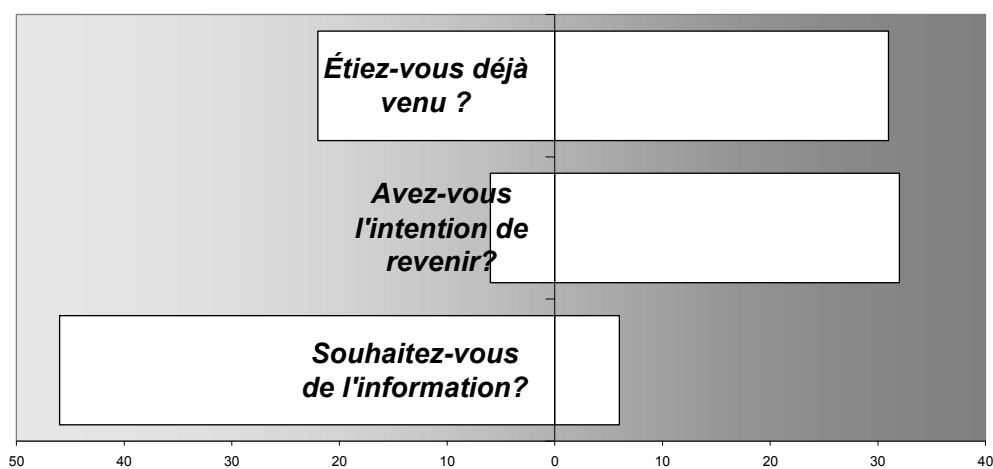 Étiez-vous déjà
venu ?
Avez-vous
l'intention de
revenir?
Souhaitez-vous
de l'information?
50 40 30 20 10 0 10 20 30 40